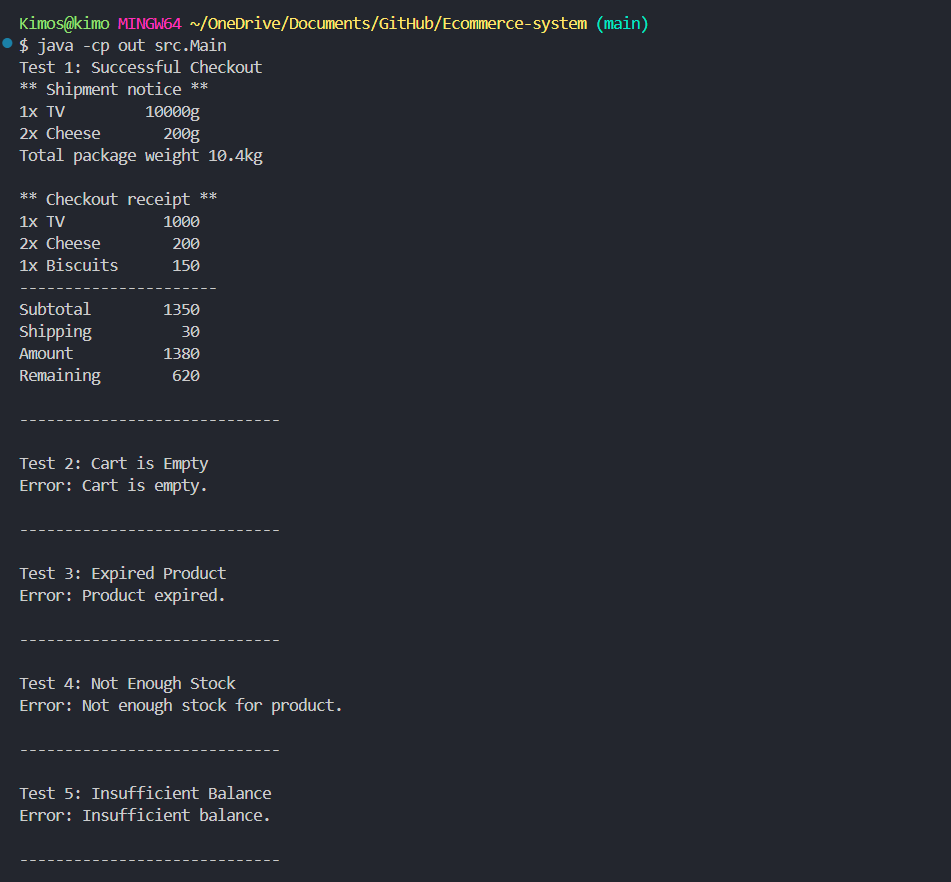 Kimos@kimo MINGW64 ~/OneDrive/Documents/GitHub/Ecommerce-system (main)
$ java -cp out src.Main
Test 1: Successful Checkout
** Shipment notice **
1x TV         10000g
2x Cheese       200g
Total package weight 10.4kg

** Checkout receipt **
1x TV           1000
2x Cheese        200
1x Biscuits      150
----------------------
Subtotal        1350
Shipping          30
Amount          1380
Remaining        620

-----------------------------

Test 2: Cart is Empty
Error: Cart is empty.

-----------------------------

Test 3: Expired Product
Error: Product expired.

-----------------------------

Test 4: Not Enough Stock
Error: Not enough stock for product.

-----------------------------

Test 5: Insufficient Balance
Error: Insufficient balance.

-----------------------------